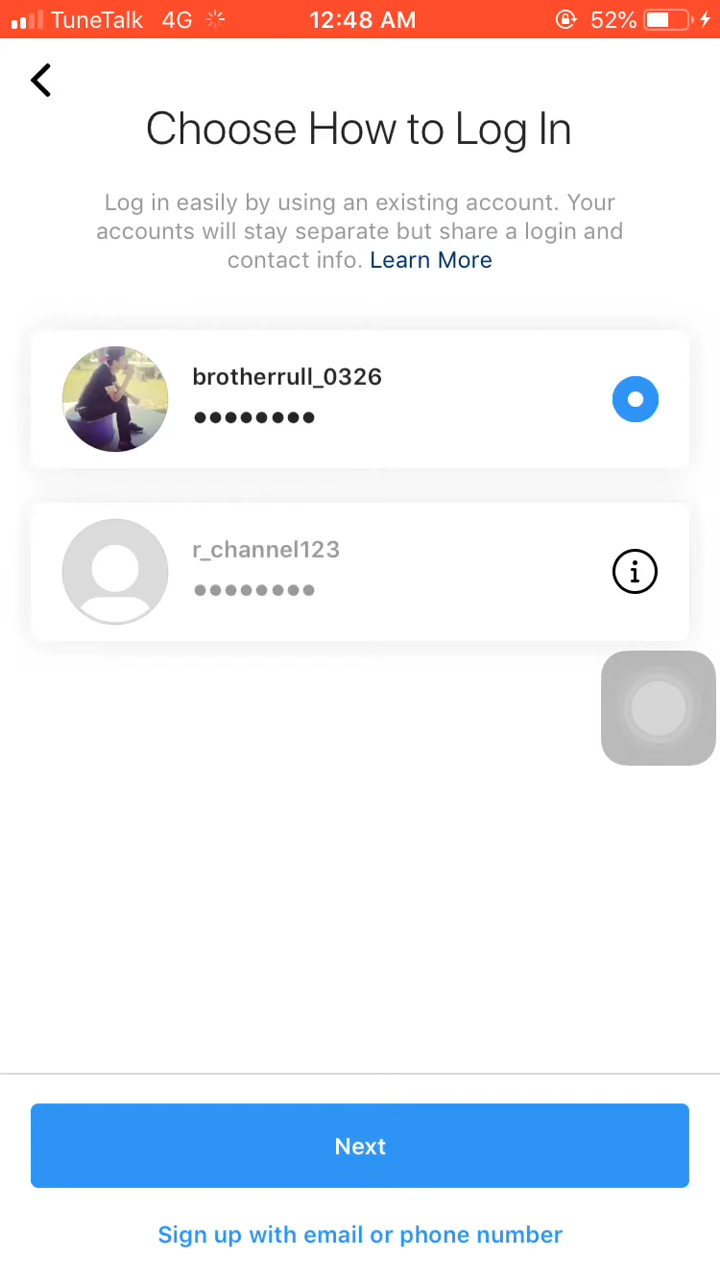 TuneTalk 4G 12:48 AM 52%
Choose How to Log In
Log in easily by using an existing account. Your
accounts will stay separate but share a login and
contact info. Learn More
brotherrull_0326
••••••••
r_channel123
••••••••
Next
Sign up with email or phone number